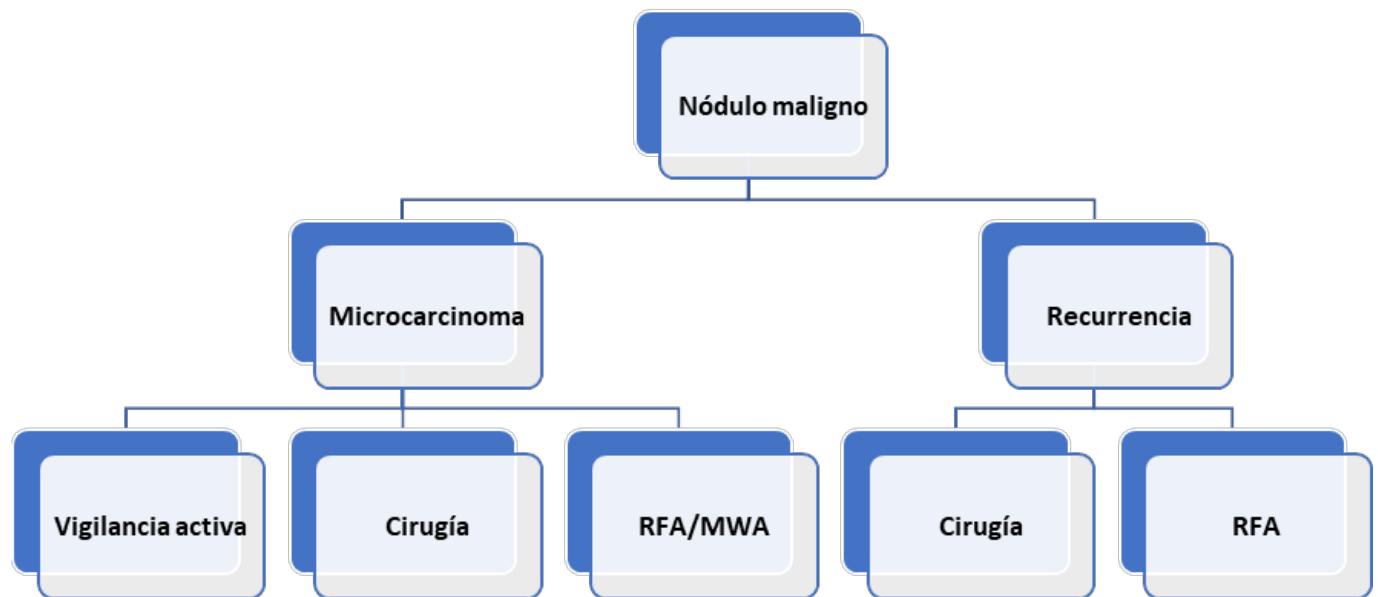 Nódulo maligno
Microcarcinoma
Recurrencia
Vigilancia activa
Cirugía
RFA/MWA
Cirugía
RFA